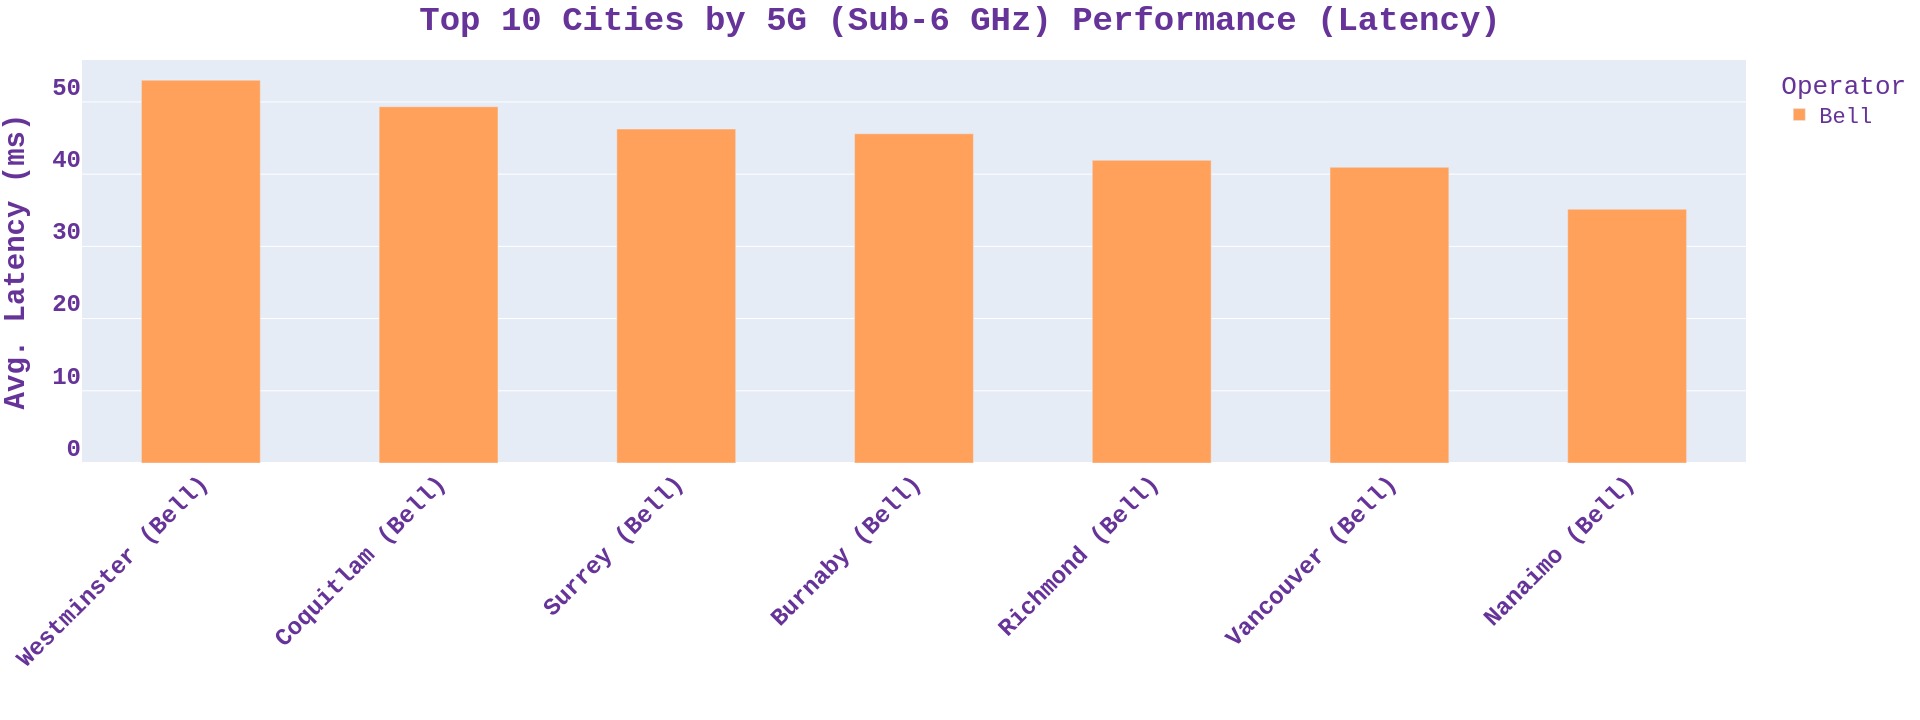 Top 10 Cities by 5G (Sub-6 GHz) Performance (Latency)
Avg. Latency (ms)
50
40
30
20
10
0
Westminster (Bell)
Coquitlam (Bell)
Surrey (Bell)
Burnaby (Bell)
Richmond (Bell)
Vancouver (Bell)
Nanaimo (Bell)
Operator
Bell